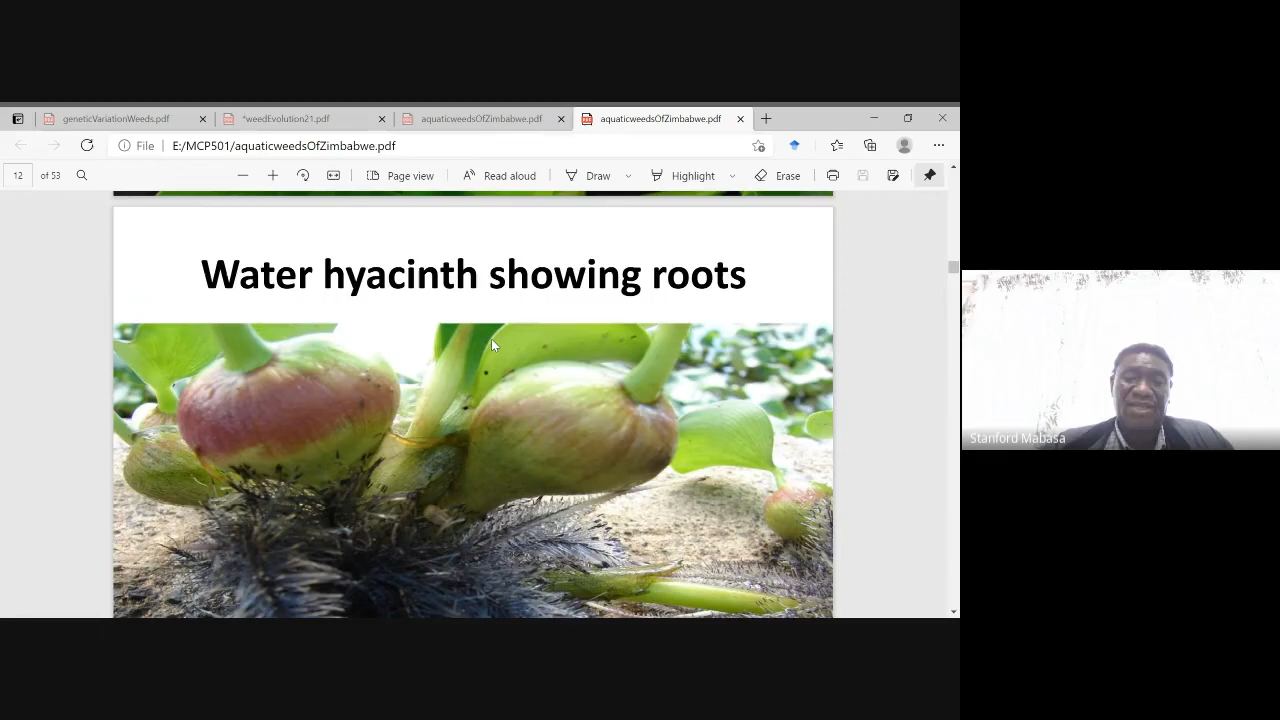 geneticVariationWeeds.pdf
*weedEvolution21.pdf
aquaticweedsOfZimbabwe.pdf
aquaticweedsOfZimbabwe.pdf
File
E:/MCP501/aquaticweedsOfZimbabwe.pdf
12 of 53
Page view
Read aloud
Draw
Highlight
Erase
Water hyacinth showing roots
Stanford Mabasa